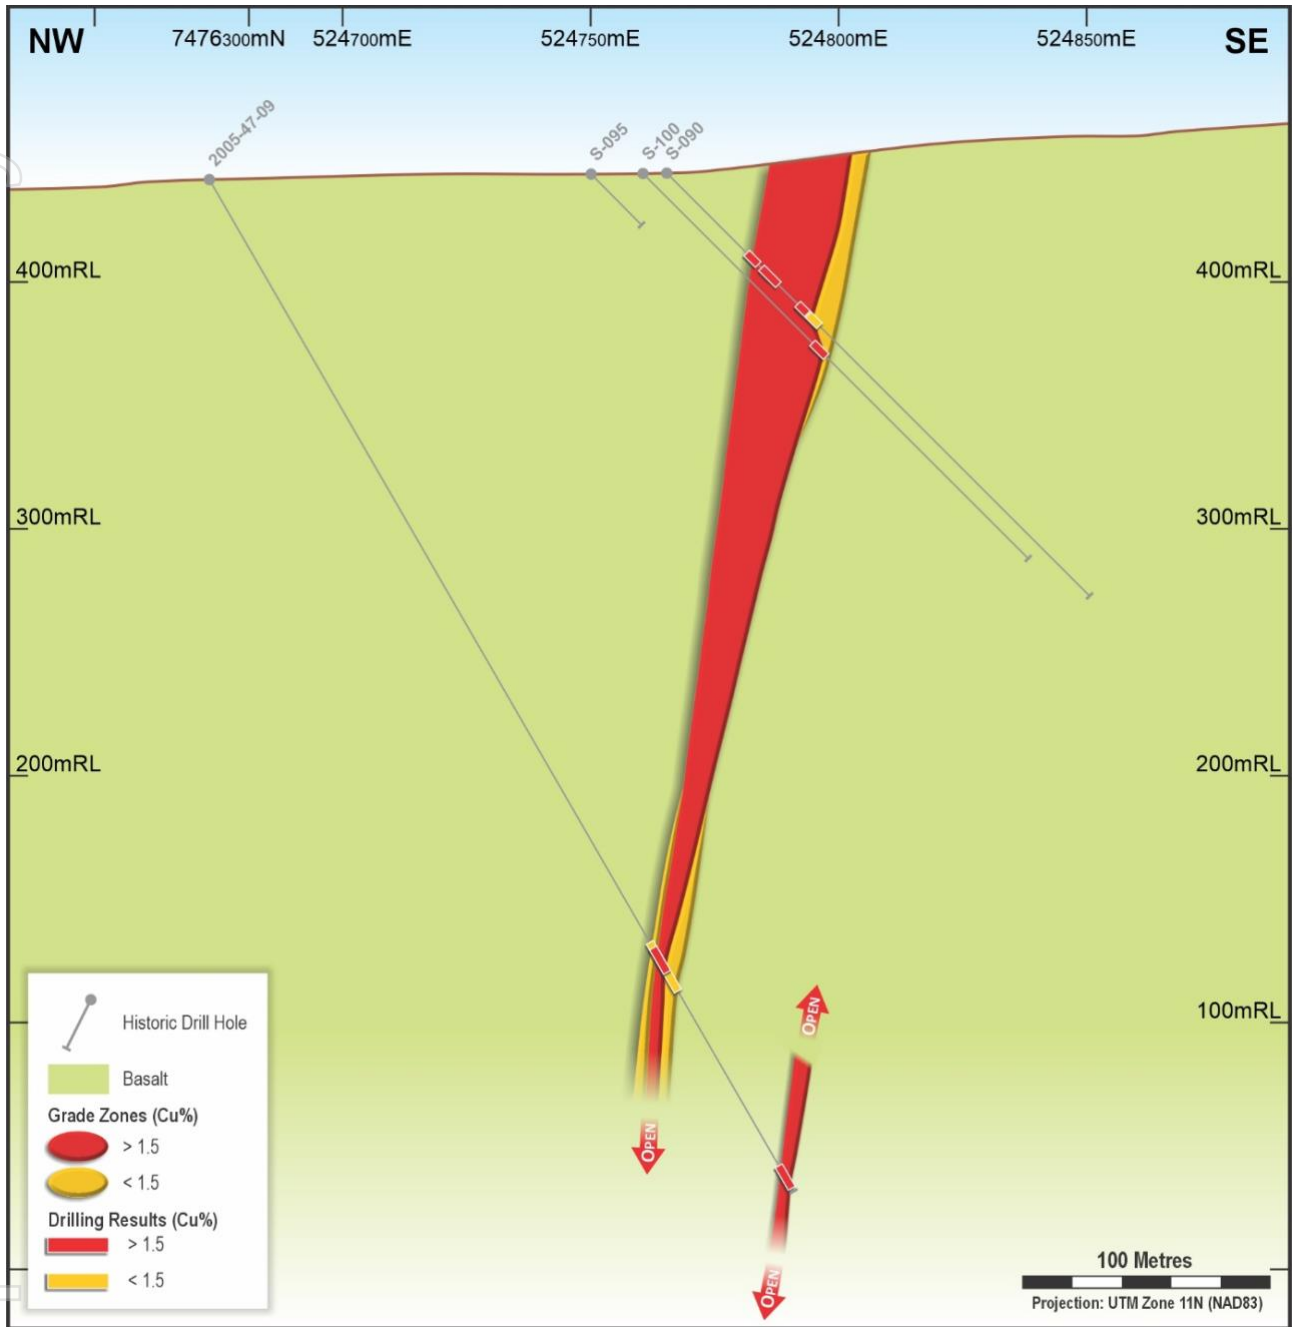 NW
7476300mN
524700mE
524750mE
524800mE
524850mE
SE
2005-47-09
S-095
S-100
S-090
400mRL
400mRL
300mRL
300mRL
200mRL
200mRL
100mRL
OPEN
OPEN
OPEN
Historic Drill Hole
Basalt
Grade Zones (Cu%)
> 1.5
< 1.5
Drilling Results (Cu%)
> 1.5
< 1.5
100 Metres
Projection: UTM Zone 11N (NAD83)